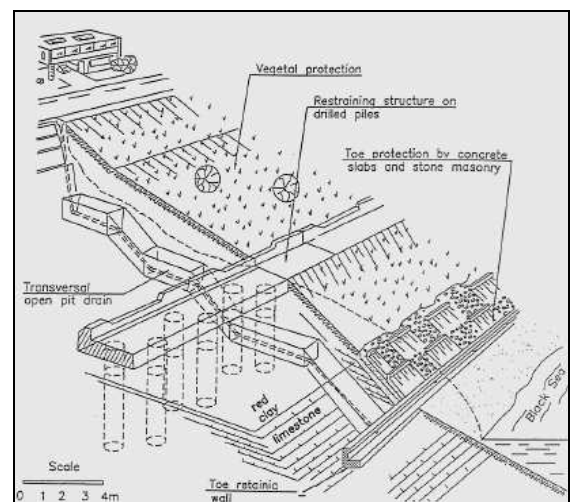 Vegetal protection
Restraining structure on
drilled piles
Toe protection by concrete
slabs and stone masonry
Transversal
open pit drain
red
clay
limestone
Black Sea
Scale
0 1 2 3 4m
Toe retainic
wall